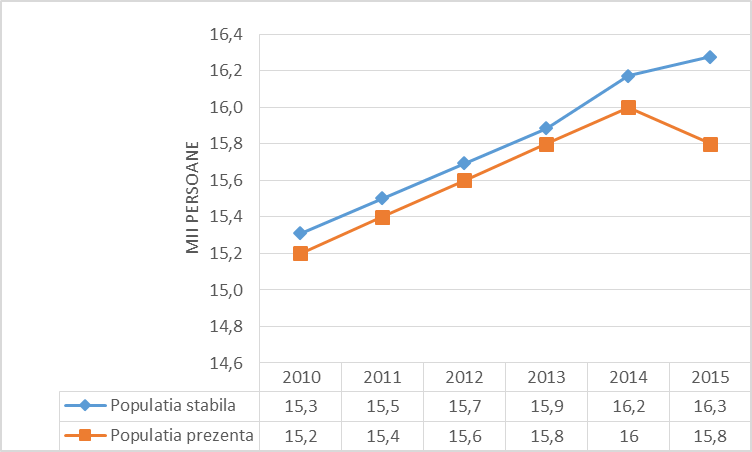 16,4
16,2
16,0
15,8
15,6
15,4
15,2
15,0
14,8
14,6
MII PERSOANE
2010 2011 2012 2013 2014 2015
Populatia stabila 15,3 15,5 15,7 15,9 16,2 16,3
Populatia prezenta 15,2 15,4 15,6 15,8 16 15,8